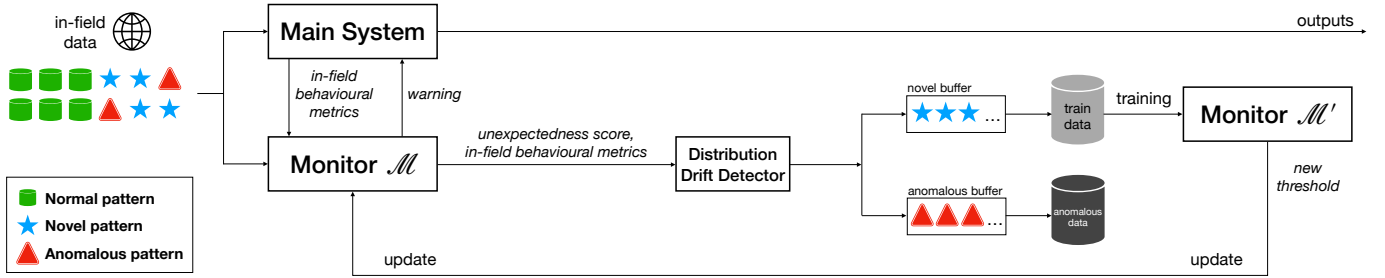 in-field
data
Main System
outputs
in-field
behavioural
metrics
warning
novel buffer
...
train
data
training
Monitor ℳ'
unexpectedness score,
in-field behavioural metrics
Monitor ℳ
Distribution
Drift Detector
new
threshold
anomalous buffer
...
anomalous
data
Normal pattern
Novel pattern
Anomalous pattern
update
update